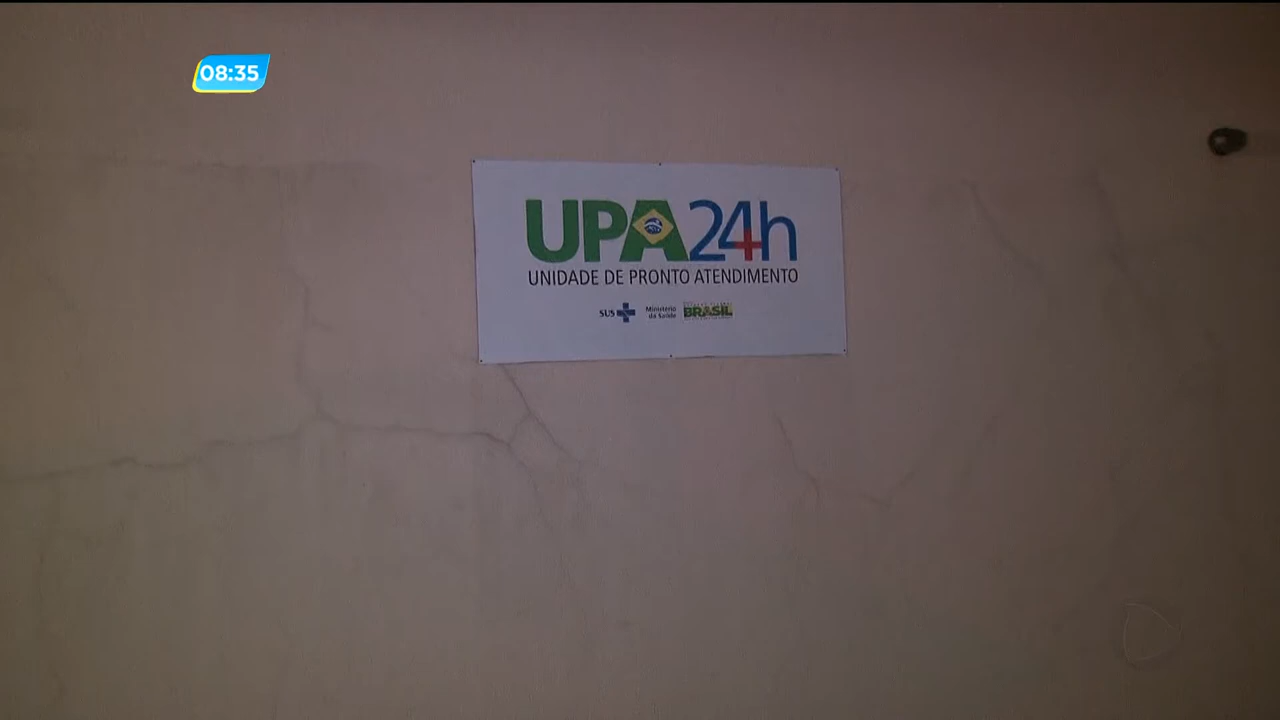 08:35
UPA24h
UNIDADE DE PRONTO ATENDIMENTO
SUS
Ministério
da Saúde
BRASIL